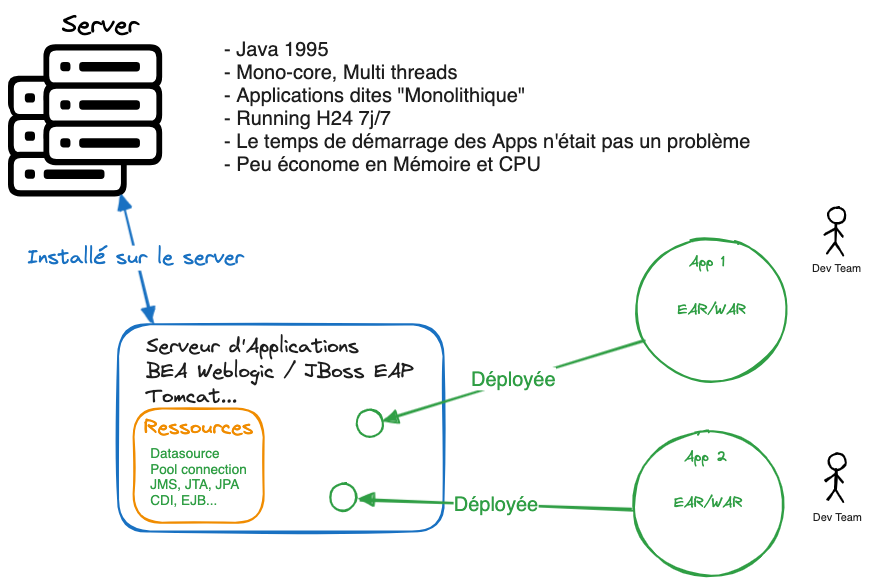 Server
- Java 1995
- Mono-core, Multi threads
- Applications dites "Monolithique"
- Running H24 7j/7
- Le temps de démarrage des Apps n'était pas un problème
- Peu économe en Mémoire et CPU
Installé sur le server
Serveur d'Applications
BEA Weblogic / JBoss EAP
Tomcat...
Ressources
Datasource
Pool connection
JMS, JTA, JPA
CDI, EJB...
Déployée
App 1
EAR/WAR
Dev Team
Déployée
App 2
EAR/WAR
Dev Team